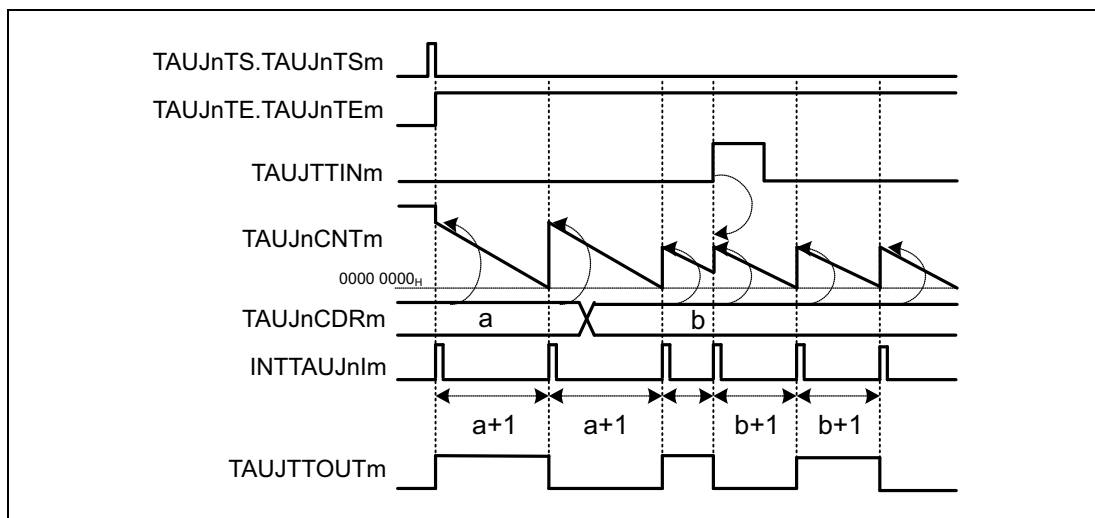 TAUJnTS.TAUJnTSm
TAUJnTE.TAUJnTEm
TAUJTTINm
TAUJnCNTm
0000 0000H
TAUJnCDRm
a
b
INTTAUJnIm
a+1
a+1
b+1
b+1
TAUJTTOUTm